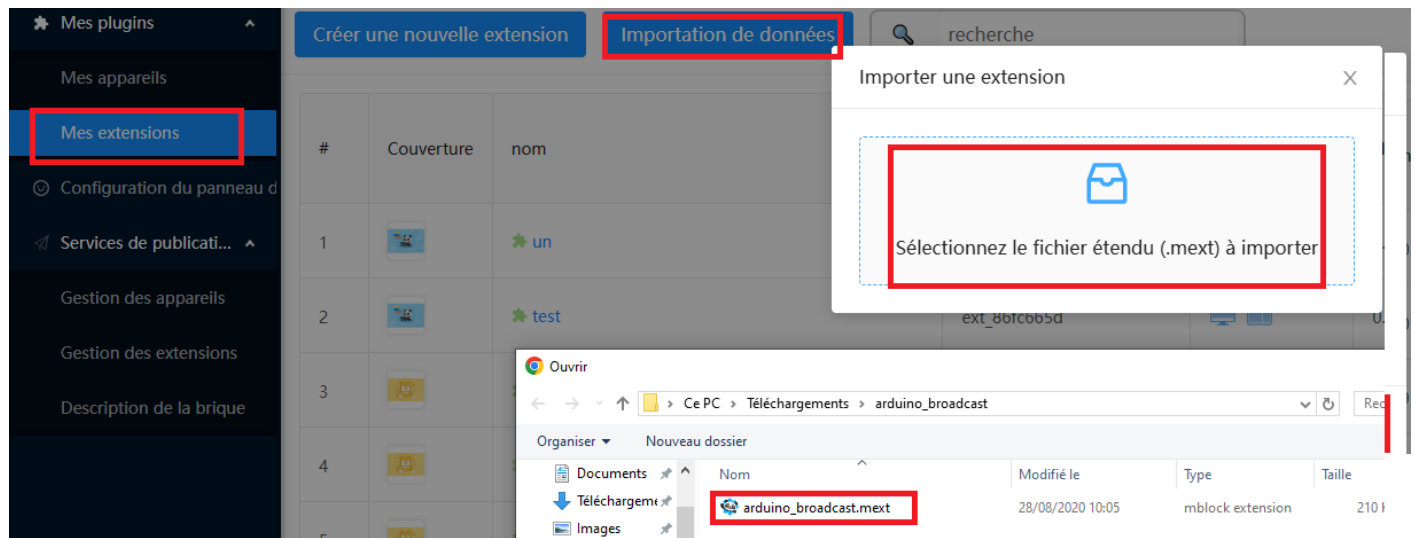 Mes plugins
Mes appareils
Mes extensions
Configuration du panneau d
Services de publicati...
Gestion des appareils
Gestion des extensions
Description de la brique
Créer une nouvelle extension
Importation de données
recherche
# Couverture nom
1 un
2 test ext_86fc665d 0.
3
4
Importer une extension X
Sélectionnez le fichier étendu (.mext) à importer
Ouvrir
Ce PC > Téléchargements > arduino_broadcast
Organiser Nouveau dossier
Documents
Téléchargeme
Images
Nom Modifié le Type Taille
arduino_broadcast.mext 28/08/2020 10:05 mblock extension 210